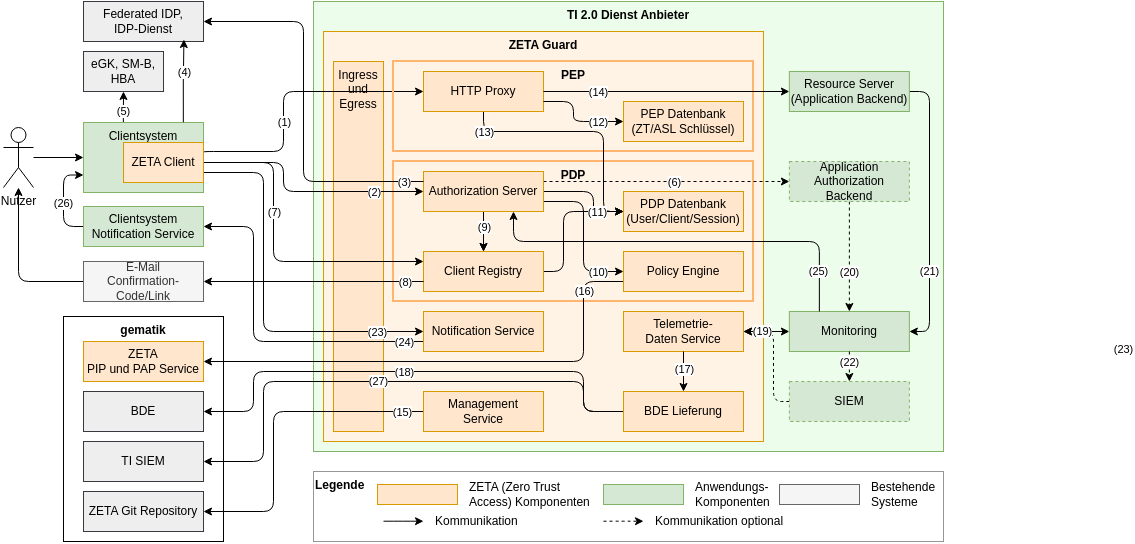 Federated IDP,
IDP-Dienst
TI 2.0 Dienst Anbieter
ZETA Guard
eGK, SM-B,
HBA
(4)
(5)
Ingress
und
Egress
PEP
HTTP Proxy
(14)
Resource Server
(Application Backend)
(1)
(12)
(13)
PEP Datenbank
(ZT/ASL Schlüssel)
Clientsystem
ZETA Client
Nutzer
(26)
(3)
(2)
PDP
Authorization Server
(6)
Application
Authorization
Backend
(7)
(11)
PDP Datenbank
(User/Client/Session)
Clientsystem
Notification Service
(9)
E-Mail
Confirmation-
Code/Link
(8)
Client Registry
(10)
(16)
Policy Engine
(25)
(20)
(21)
gematik
(23)
(24)
Notification Service
Telemetrie-
Daten Service
(19)
Monitoring
(23)
ZETA
PIP und PAP Service
(18)
(27)
(17)
(22)
BDE
(15)
Management
Service
BDE Lieferung
SIEM
TI SIEM
ZETA Git Repository
Legende
ZETA (Zero Trust
Access) Komponenten
Anwendungs-
Komponenten
Bestehende
Systeme
Kommunikation
Kommunikation optional